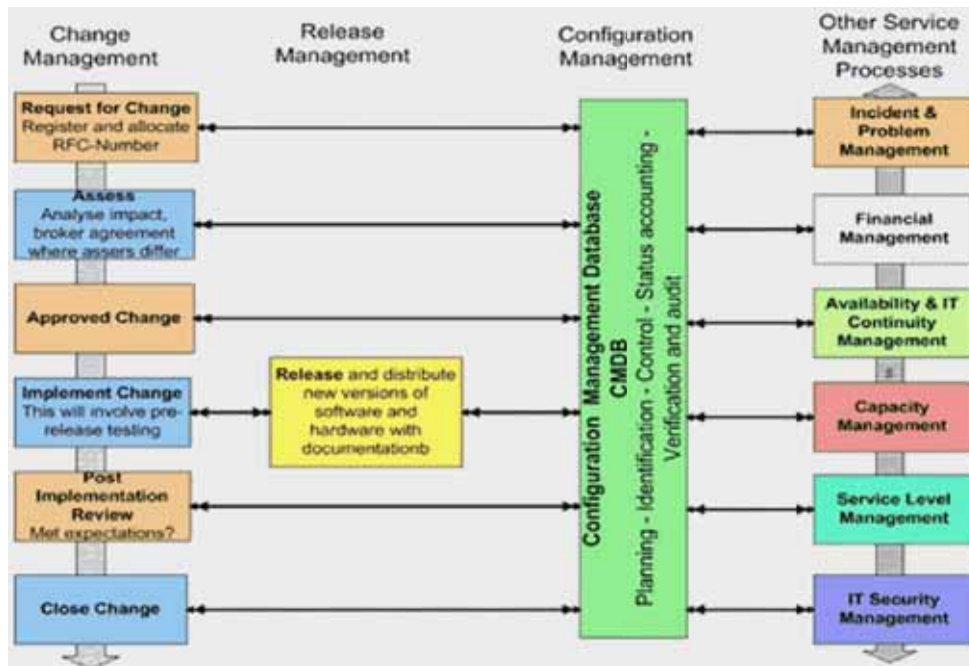 Change
Management
Release
Management
Configuration
Management
Other Service
Management
Processes
Request for Change
Register and allocate
RFC-Number
Assess
Analyse impact,
broker agreement
where assers differ
Approved Change
Implement Change
This will involve pre-
release testing
Post
Implementation
Review
Met expectations?
Close Change
Release and distribute
new versions of
software and
hardware with
documentationb
Configuration Management Database
CMDB
Planning - Identification - Control - Status accounting -
Verification and audit
Incident &
Problem
Management
Financial
Management
Availability & IT
Continuity
Management
Capacity
Management
Service Level
Management
IT Security
Management